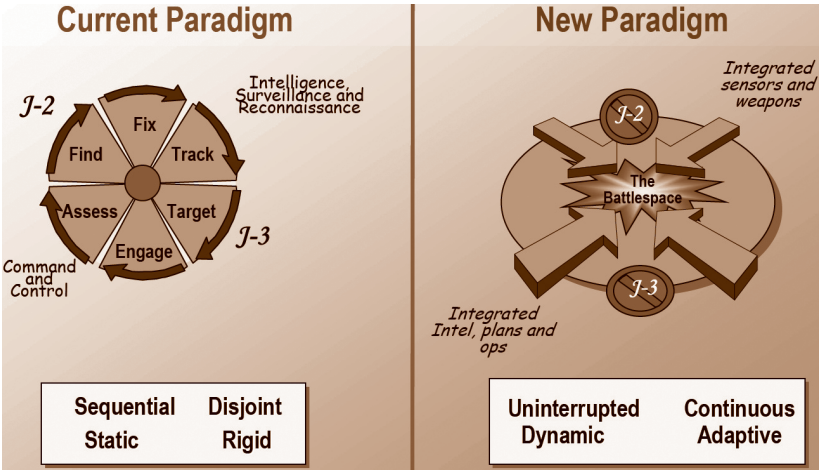 Current Paradigm
J-2
Intelligence,
Surveillance and
Reconnaissance
Fix
Find
Track
Assess
Target
Engage
J-3
Command
and
Control
Sequential Disjoint
Static Rigid
New Paradigm
Integrated
sensors and
weapons
J-2
The
Battlespace
J-3
Integrated
Intel, plans and
ops
Uninterrupted Continuous
Dynamic Adaptive